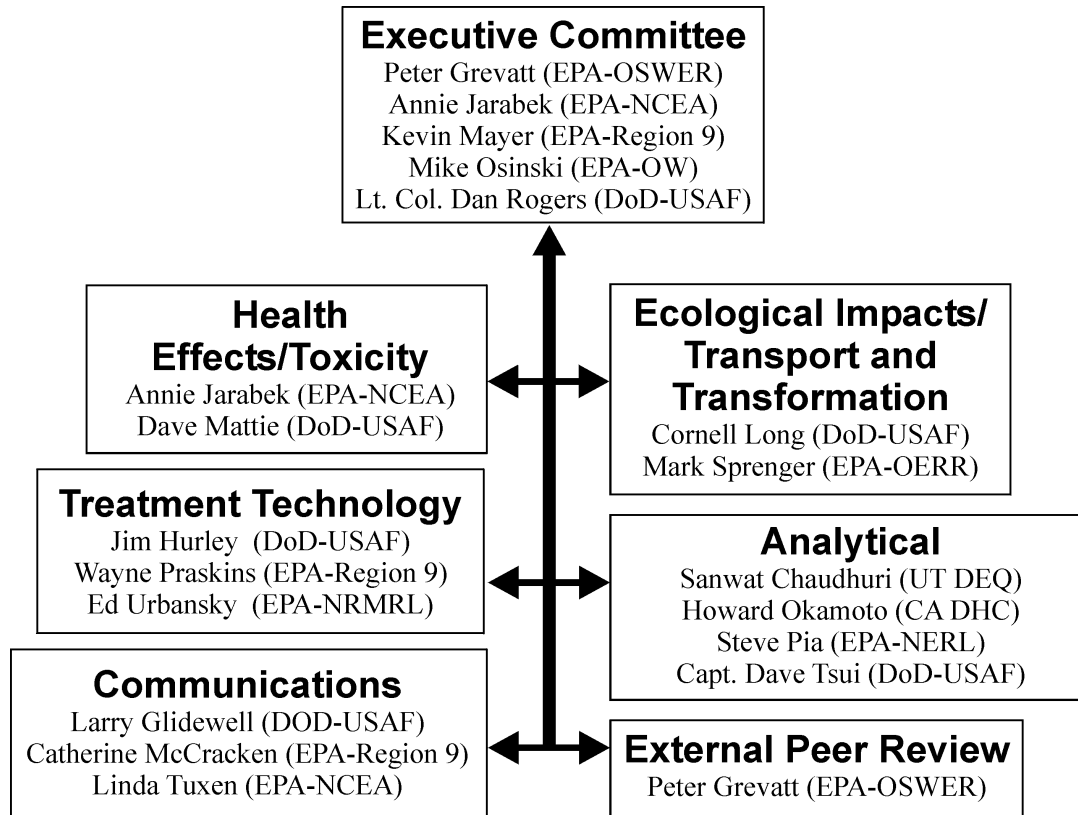 Executive Committee
Peter Grevatt (EPA-OSWER)
Annie Jarabek (EPA-NCEA)
Kevin Mayer (EPA-Region 9)
Mike Osinski (EPA-OW)
Lt. Col. Dan Rogers (DoD-USAF)
Health
Effects/Toxicity
Annie Jarabek (EPA-NCEA)
Dave Mattie (DoD-USAF)
Ecological Impacts/
Transport and
Transformation
Cornell Long (DoD-USAF)
Mark Sprenger (EPA-OERR)
Treatment Technology
Jim Hurley (DoD-USAF)
Wayne Praskins (EPA-Region 9)
Ed Urbansky (EPA-NRMRL)
Analytical
Sanwat Chaudhuri (UT DEQ)
Howard Okamoto (CA DHC)
Steve Pia (EPA-NERL)
Capt. Dave Tsui (DoD-USAF)
Communications
Larry Glidewell (DOD-USAF)
Catherine McCracken (EPA-Region 9)
Linda Tuxen (EPA-NCEA)
External Peer Review
Peter Grevatt (EPA-OSWER)